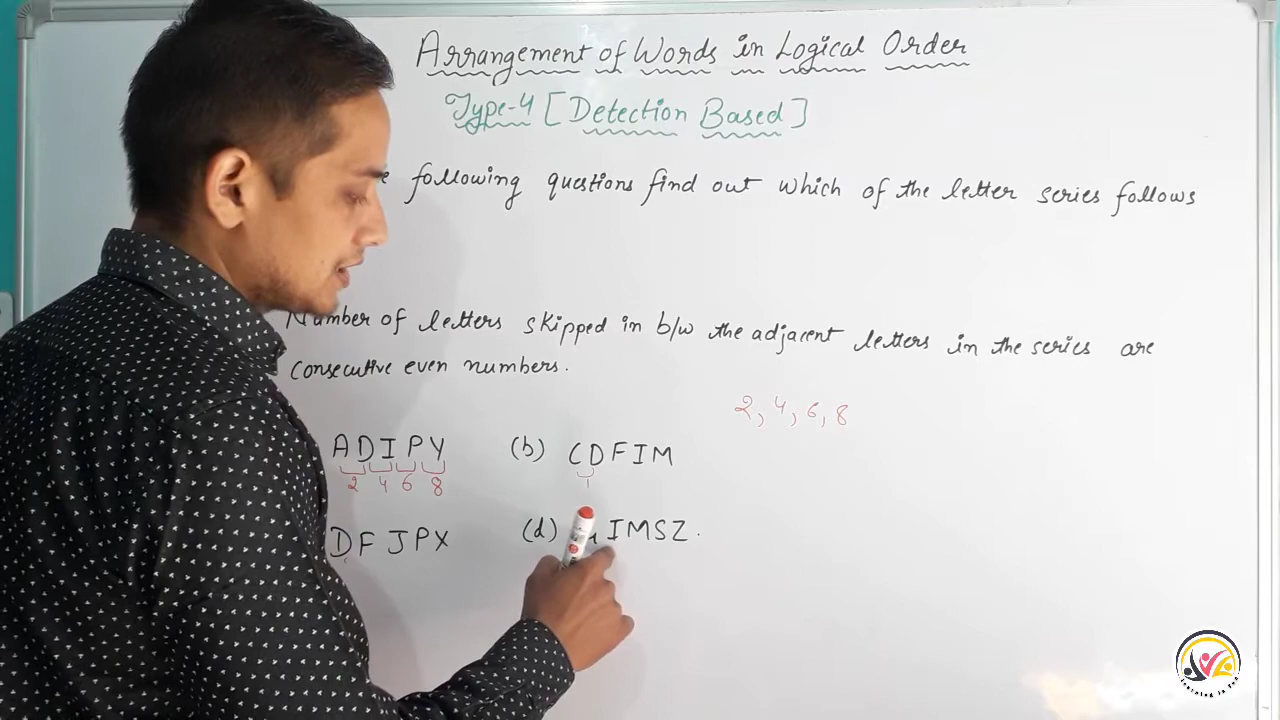 Arrangement of Words in Logical Order
Type-4 [Detection Based]
following questions find out which of the letter series follows
Number of letters skipped in b/w the adjacent letters in the series are
Consecutive even numbers.
2, 4, 6, 8
ADIPY (b) CDFIM
2 4 6 8 1
DFJPX (d) IMSZ.